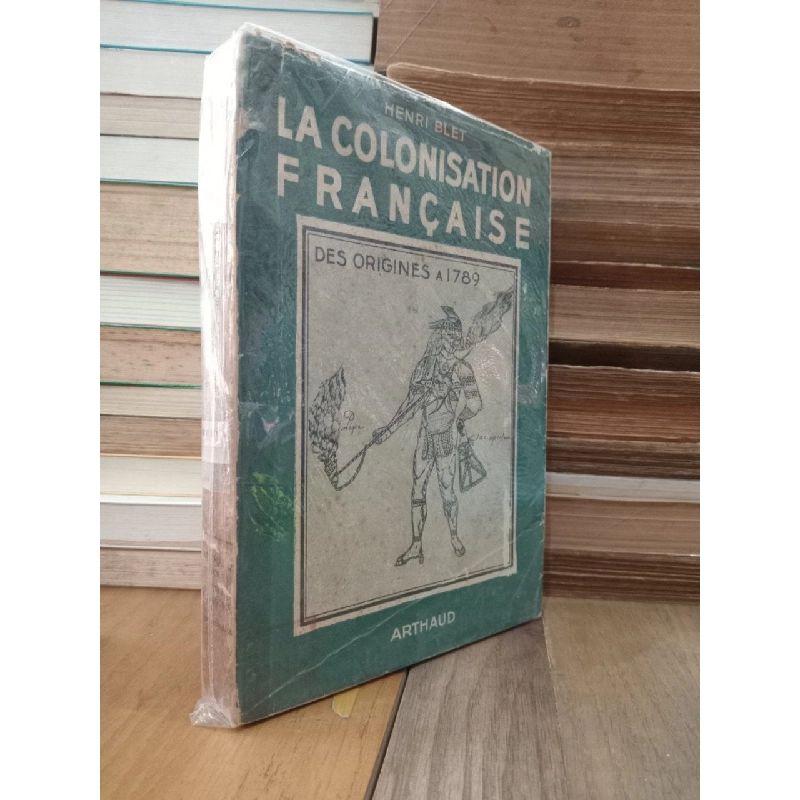 HENRI BLET
LA COLONISATION
FRANÇAISE
DES ORIGINES A 1789
ARTHAUD